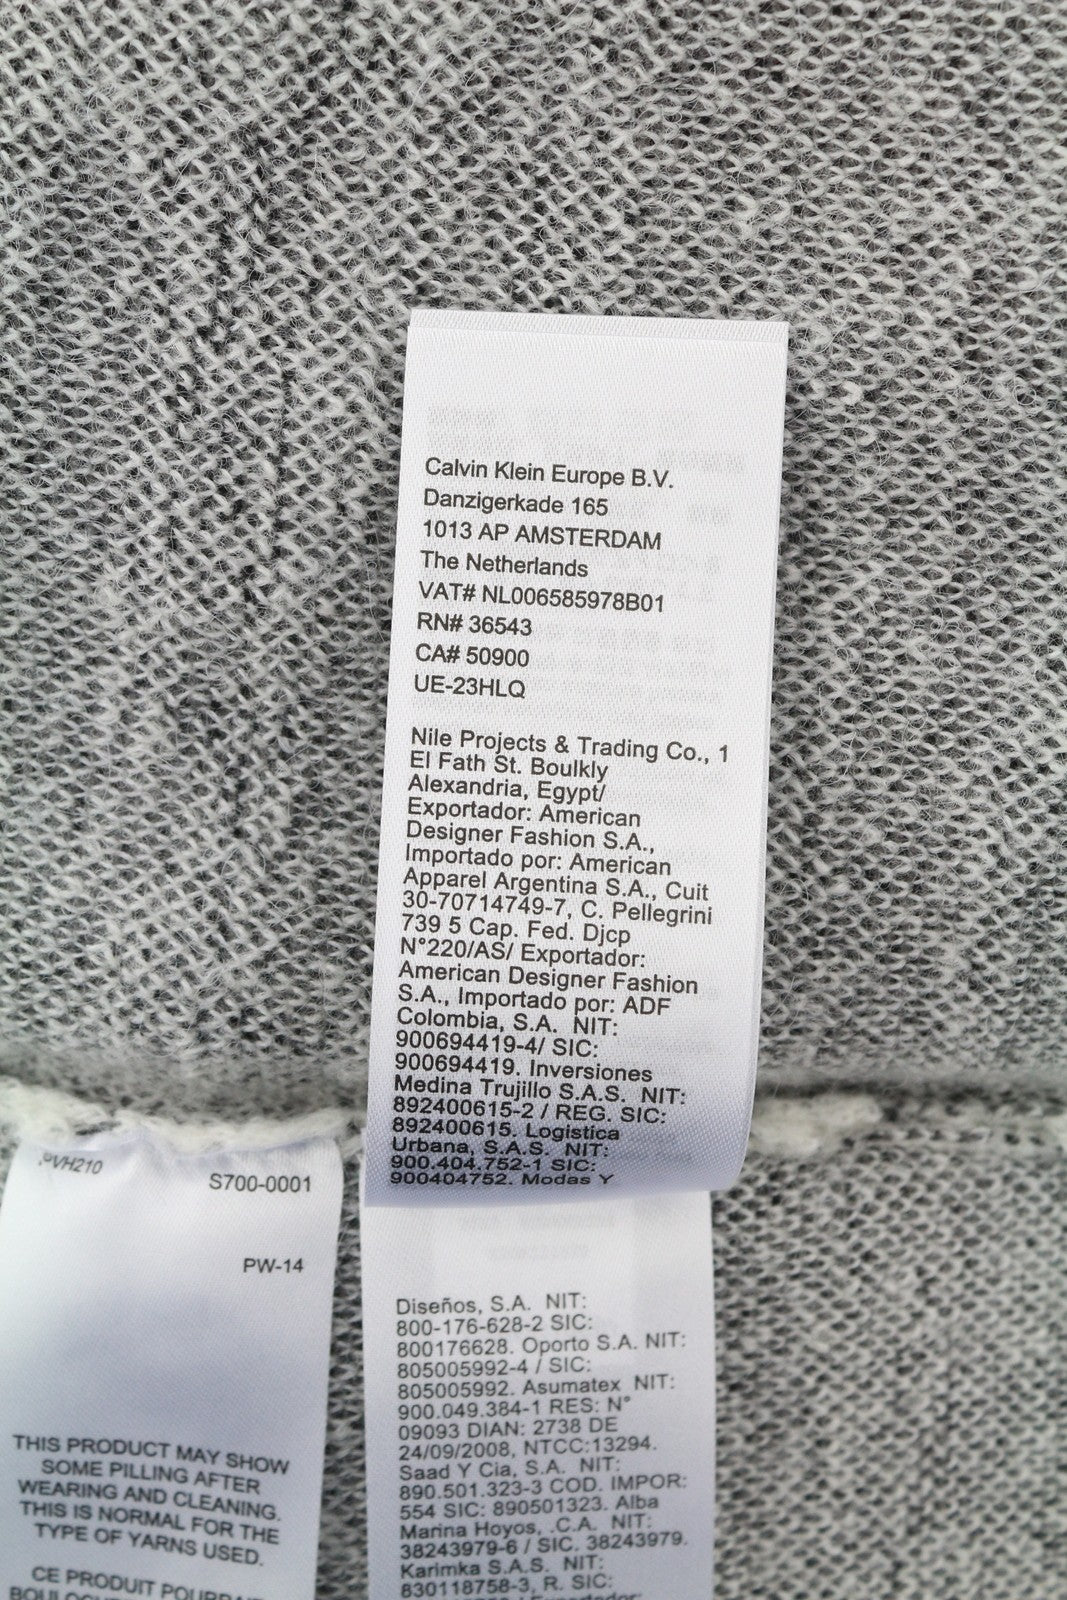 Calvin Klein Europe B.V.
Danzigerkade 165
1013 AP AMSTERDAM
The Netherlands
VAT# NL006585978B01
RN# 36543
CA# 50900
UE-23HLQ
Nile Projects & Trading Co., 1
El Fath St. Boulkly
Alexandria, Egypt/
Exportador: American
Designer Fashion S.A.,
Importado por: American
Apparel Argentina S.A., Cuit
30-70714749-7, C. Pellegrini
739 5 Cap. Fed. Djcp
N°220/AS/ Exportador:
American Designer Fashion
S.A., Importado por: ADF
Colombia, S.A. NIT:
900694419-4/ SIC:
900694419. Inversiones
Medina Trujillo S.A.S. NIT:
892400615-2 / REG. SIC:
892400615. Logistica
Urbana, S.A.S. NIT:
900.404.752-1 SIC:
900404752. Modas Y
Diseños, S.A. NIT:
800-176-628-2 SIC:
800176628. Oporto S.A. NIT:
805005992-4 / SIC:
805005992. Asumatex NIT:
900.049.384-1 RES: N°
09093 DIAN: 2738 DE
24/09/2008, NTCC:13294.
Saad Y Cia, S.A. NIT:
890.501.323-3 COD. IMPOR:
554 SIC: 890501323. Alba
Marina Hoyos, .C.A. NIT:
38243979-6 / SIC. 38243979.
Karimka S.A.S. NIT:
830118758-3, R. SIC:
PVH210
S700-0001
PW-14
THIS PRODUCT MAY SHOW
SOME PILLING AFTER
WEARING AND CLEANING.
THIS IS NORMAL FOR THE
TYPE OF YARNS USED.
CE PRODUIT